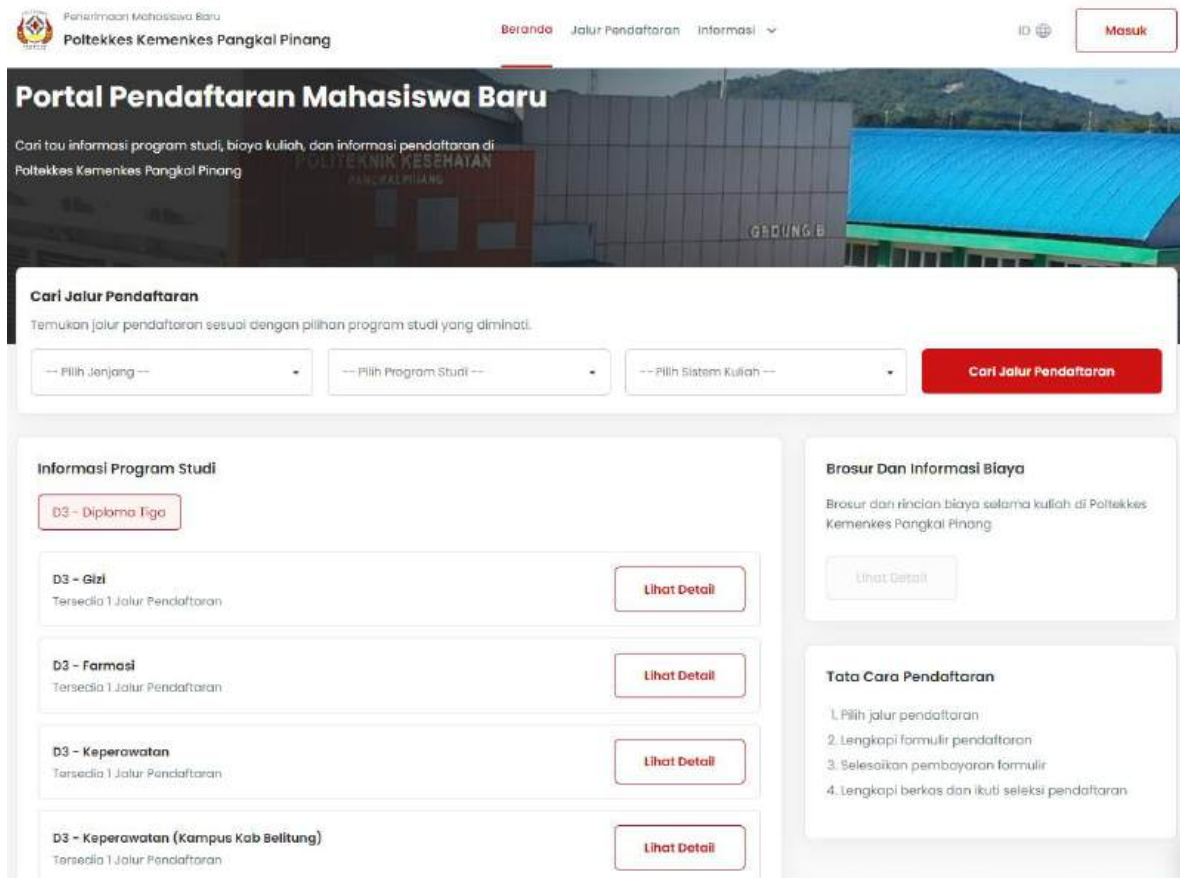 Penerimaan Mahasiswa Baru
Poltekkes Kemenkes Pangkal Pinang
Beranda
Jalur Pendaftaran
Informasi
ID
Masuk
Portal Pendaftaran Mahasiswa Baru
Cari tau informasi program studi, biaya kuliah, dan informasi pendaftaran di
Poltekkes Kemenkes Pangkal Pinang
POLITEKNIK KESEHATAN
PANGKALPINANG
GEDUNG B
Cari Jalur Pendaftaran
Temukan jalur pendaftaran sesuai dengan pilihan program studi yang diminati.
-- Pilih Jenjang --
-- Pilih Program Studi --
-- Pilih Sistem Kuliah --
Cari Jalur Pendaftaran
Informasi Program Studi
D3 - Diploma Tiga
D3 - Gizi
Tersedia 1 Jalur Pendaftaran
Lihat Detail
D3 - Farmasi
Tersedia 1 Jalur Pendaftaran
Lihat Detail
D3 - Keperawatan
Tersedia 1 Jalur Pendaftaran
Lihat Detail
D3 - Keperawatan (Kampus Kab Belitung)
Tersedia 1 Jalur Pendaftaran
Lihat Detail
Brosur Dan Informasi Biaya
Brosur dan rincian biaya selama kuliah di Poltekkes
Kemenkes Pangkal Pinang
Lihat Detail
Tata Cara Pendaftaran
1. Pilih jalur pendaftaran
2. Lengkapi formulir pendaftaran
3. Selesaikan pembayaran formulir
4. Lengkapi berkas dan ikuti seleksi pendaftaran